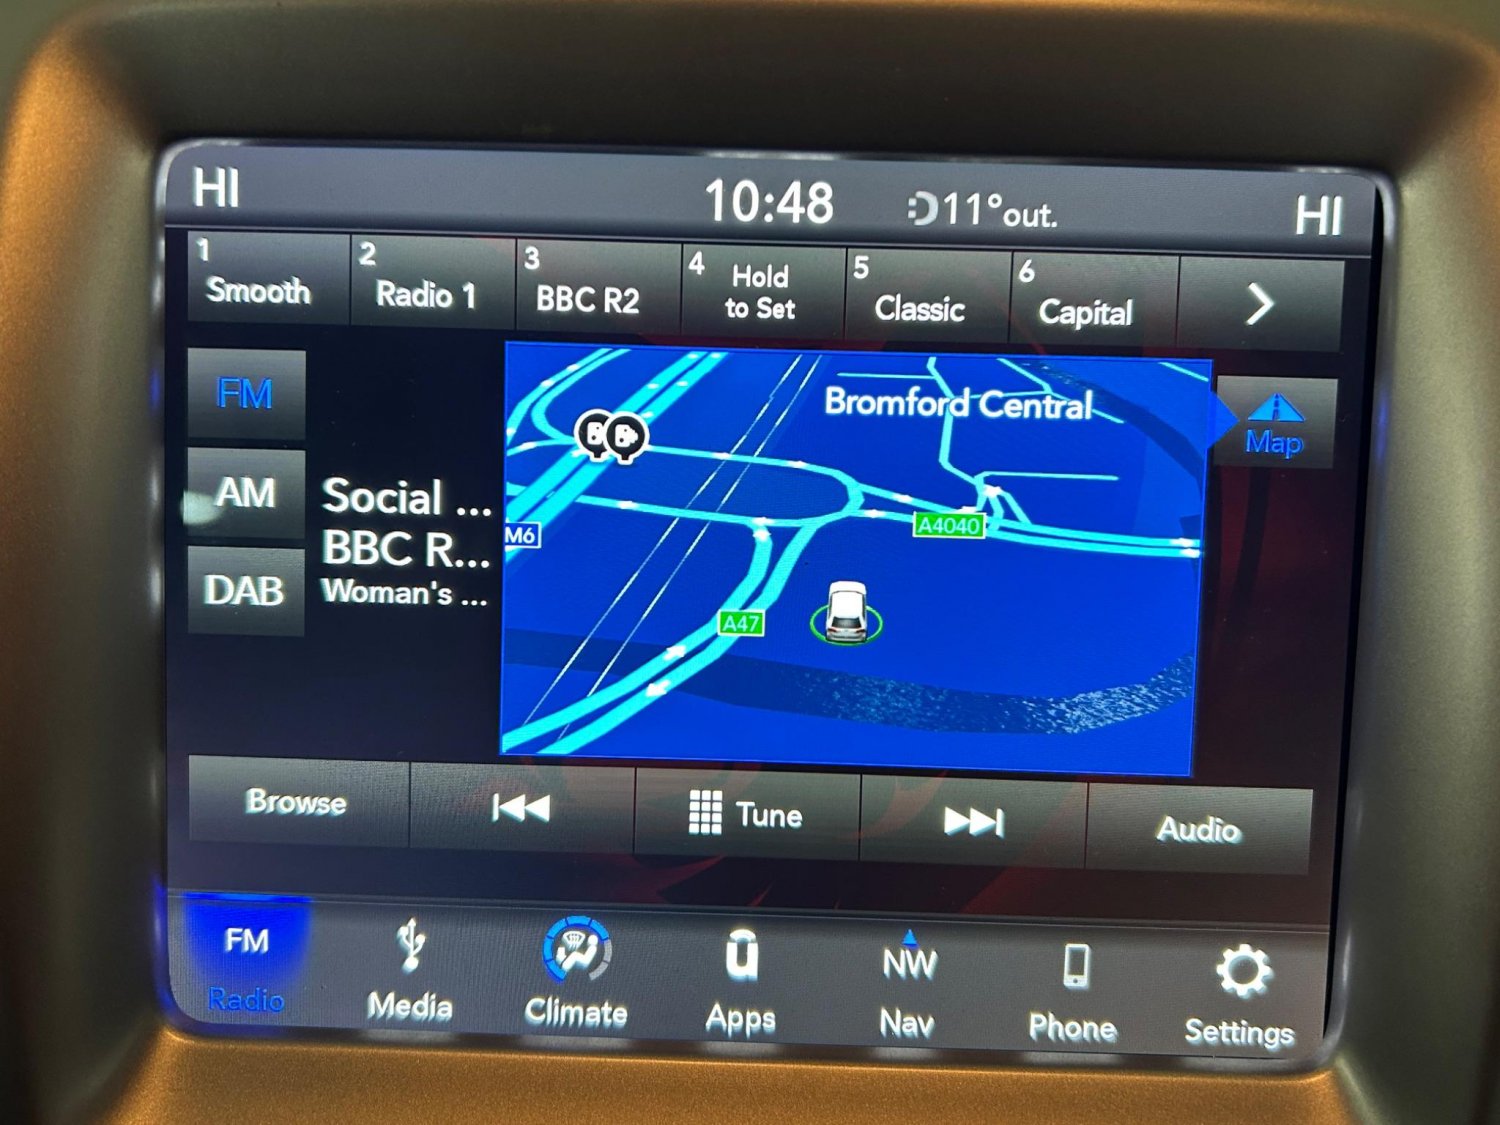 HI
10:48
11°out.
HI
1
Smooth
2
Radio 1
3
BBC R2
4
Hold
to Set
5
Classic
6
Capital
FM
AM
DAB
Social ...
BBC R...
Woman's ...
Bromford Central
M6
A4040
A47
Map
Browse
Tune
Audio
FM
Radio
Media
Climate
Apps
NW
Nav
Phone
Settings